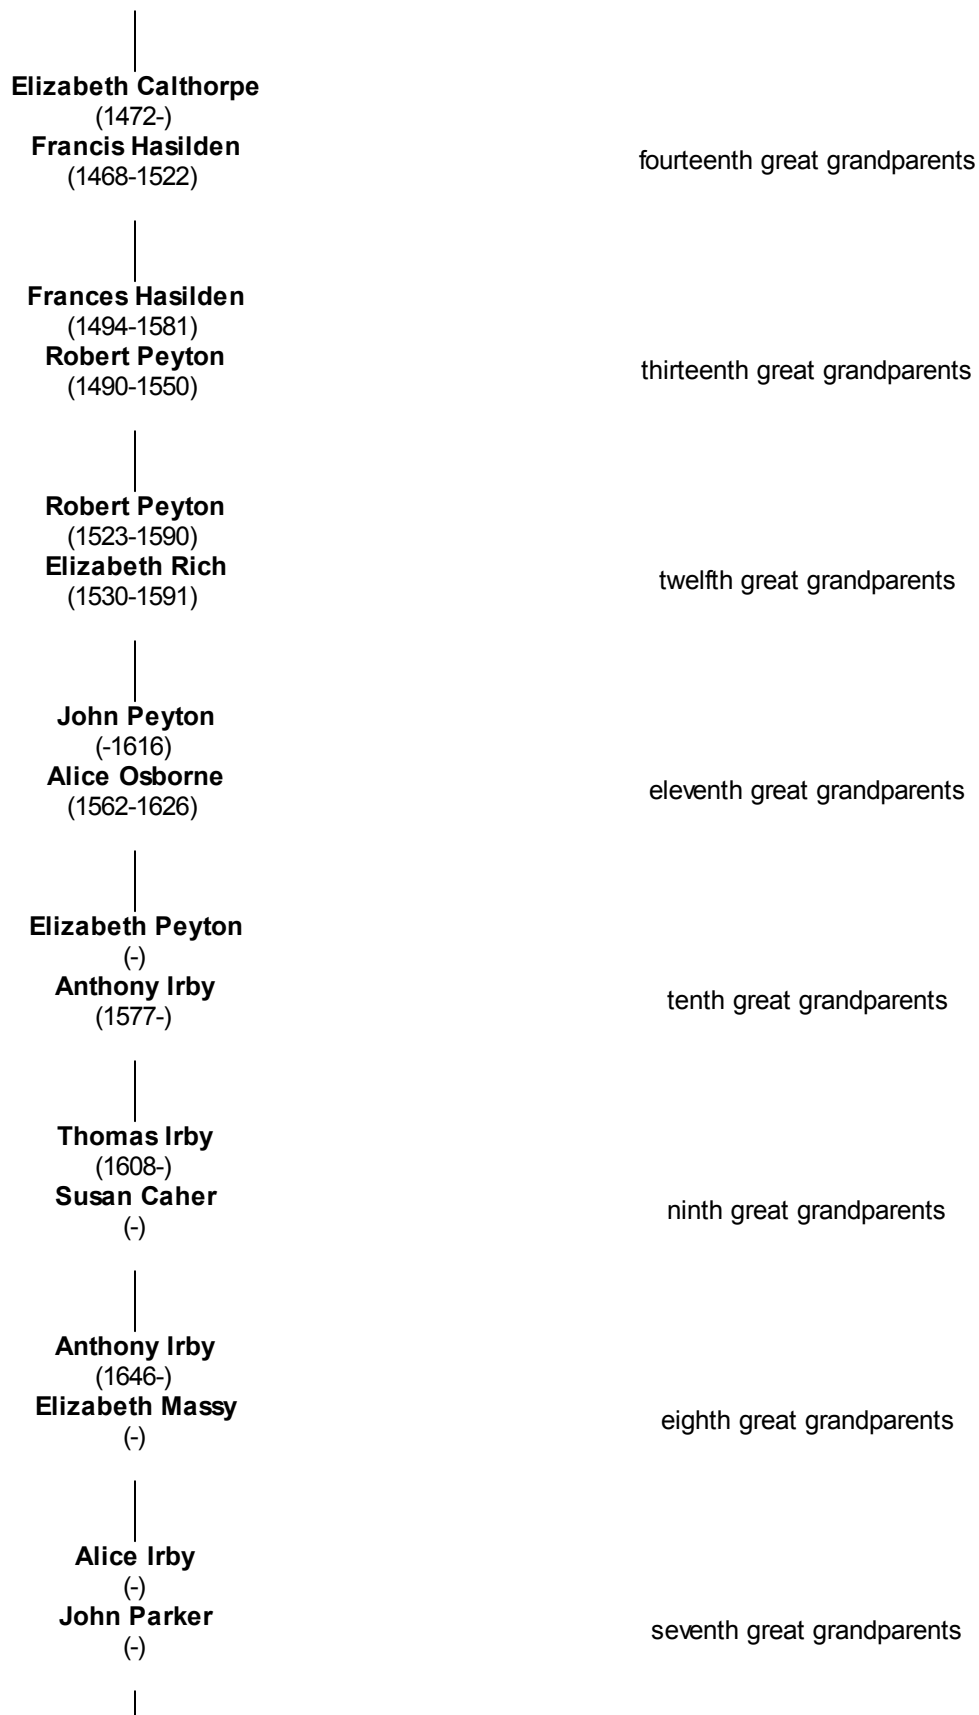 Elizabeth Calthorpe
(1472-)
Francis Hasilden
(1468-1522)
fourteenth great grandparents
Frances Hasilden
(1494-1581)
Robert Peyton
(1490-1550)
thirteenth great grandparents
Robert Peyton
(1523-1590)
Elizabeth Rich
(1530-1591)
twelfth great grandparents
John Peyton
(-1616)
Alice Osborne
(1562-1626)
eleventh great grandparents
Elizabeth Peyton
(-)
Anthony Irby
(1577-)
tenth great grandparents
Thomas Irby
(1608-)
Susan Caher
(-)
ninth great grandparents
Anthony Irby
(1646-)
Elizabeth Massy
(-)
eighth great grandparents
Alice Irby
(-)
John Parker
(-)
seventh great grandparents